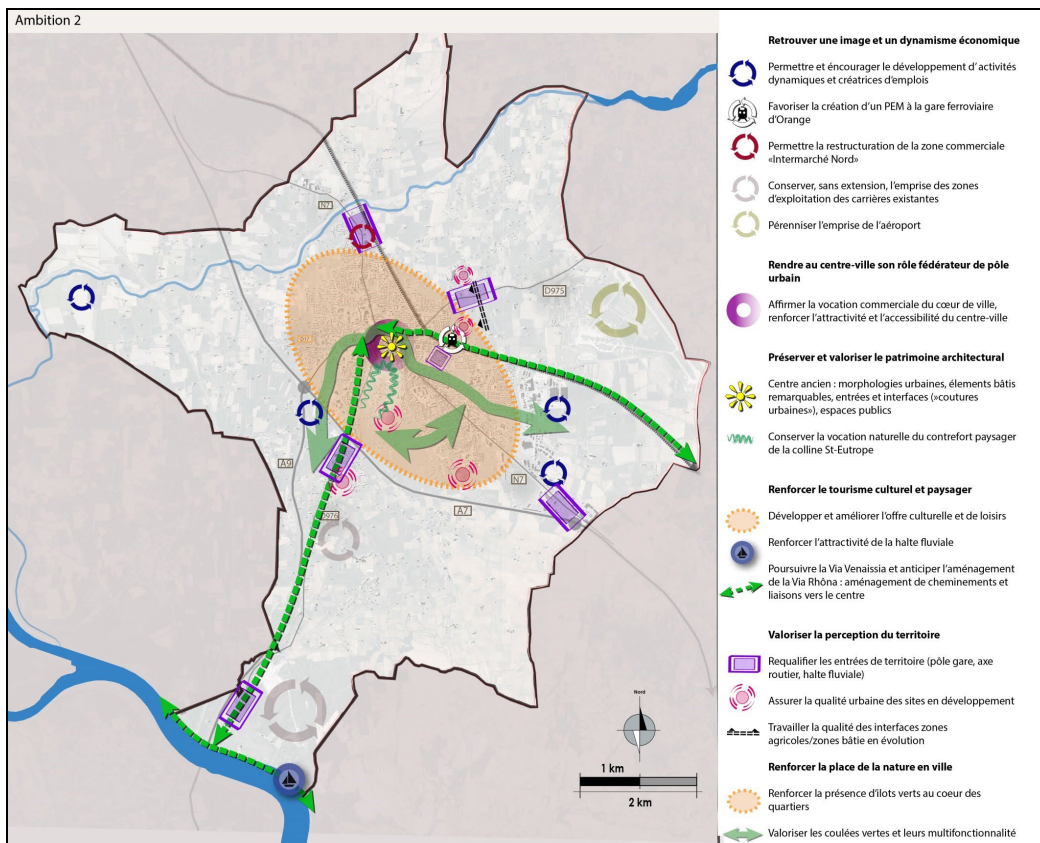 Ambition 2
N7
D975
A9
N7
A7
Nord
1 km
2 km
Retrouver une image et un dynamisme économique
Permettre et éncourager le développement d'activités
dynamiques et créatrices d'emplois
Favoriser la création d'un PEM à la gare ferroviaire
d'Orange
Permettre la restructuration de la zone commerciale
«Intermarché Nord»
Conserver, sans extension, l'emprise des zones
d'exploitation des carrières existantes
Pérenniser l'emprise de l'aéroport
Rendre au centre-ville son rôle fédérateur de pôle
urbain
Affirmer la vocation commerciale du cœur de ville,
renforcer l'attractivité et l'accessibilité du centre-ville
Préserver et valoriser le patrimoine architectural
Centre ancien : morphologies urbaines, élements bâtis
remarquables, entrées et interfaces (»coutures
urbaines»), espaces publics
Conserver la vocation naturelle du contrefort paysager
de la colline St-Eutrope
Renforcer le tourisme culturel et paysager
Développer et améliorer l'offre culturelle et de loisirs
Renforcer l'attractivité de la halte fluviale
Poursuivre la Via Venaissia et anticiper l'aménagement
de la Via Rhôna : aménagement de cheminements et
liaisons vers le centre
Valoriser la perception du territoire
Requalifier les entrées de territoire (pôle gare, axe
routier, halte fluviale)
Assurer la qualité urbaine des sites en développement
Travailler la qualité des interfaces zones
agricoles/zones bâtie en évolution
Renforcer la place de la nature en ville
Renforcer la présence d'ilots verts au coeur des
quartiers
Valoriser les coulées vertes et leurs multifonctionnalité